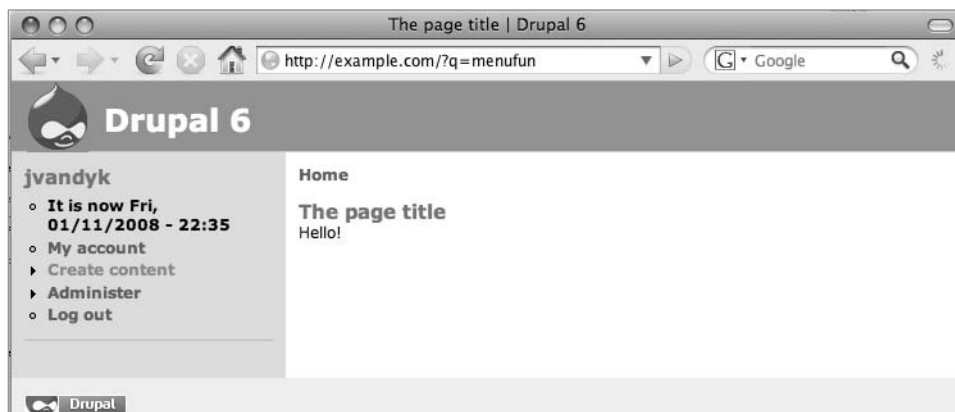 The page title | Drupal 6
http://example.com/?q=menufun
G Google
Drupal 6
jvandyk
It is now Fri,
01/11/2008 - 22:35
My account
Create content
Administer
Log out
Home
The page title
Hello!
Drupal